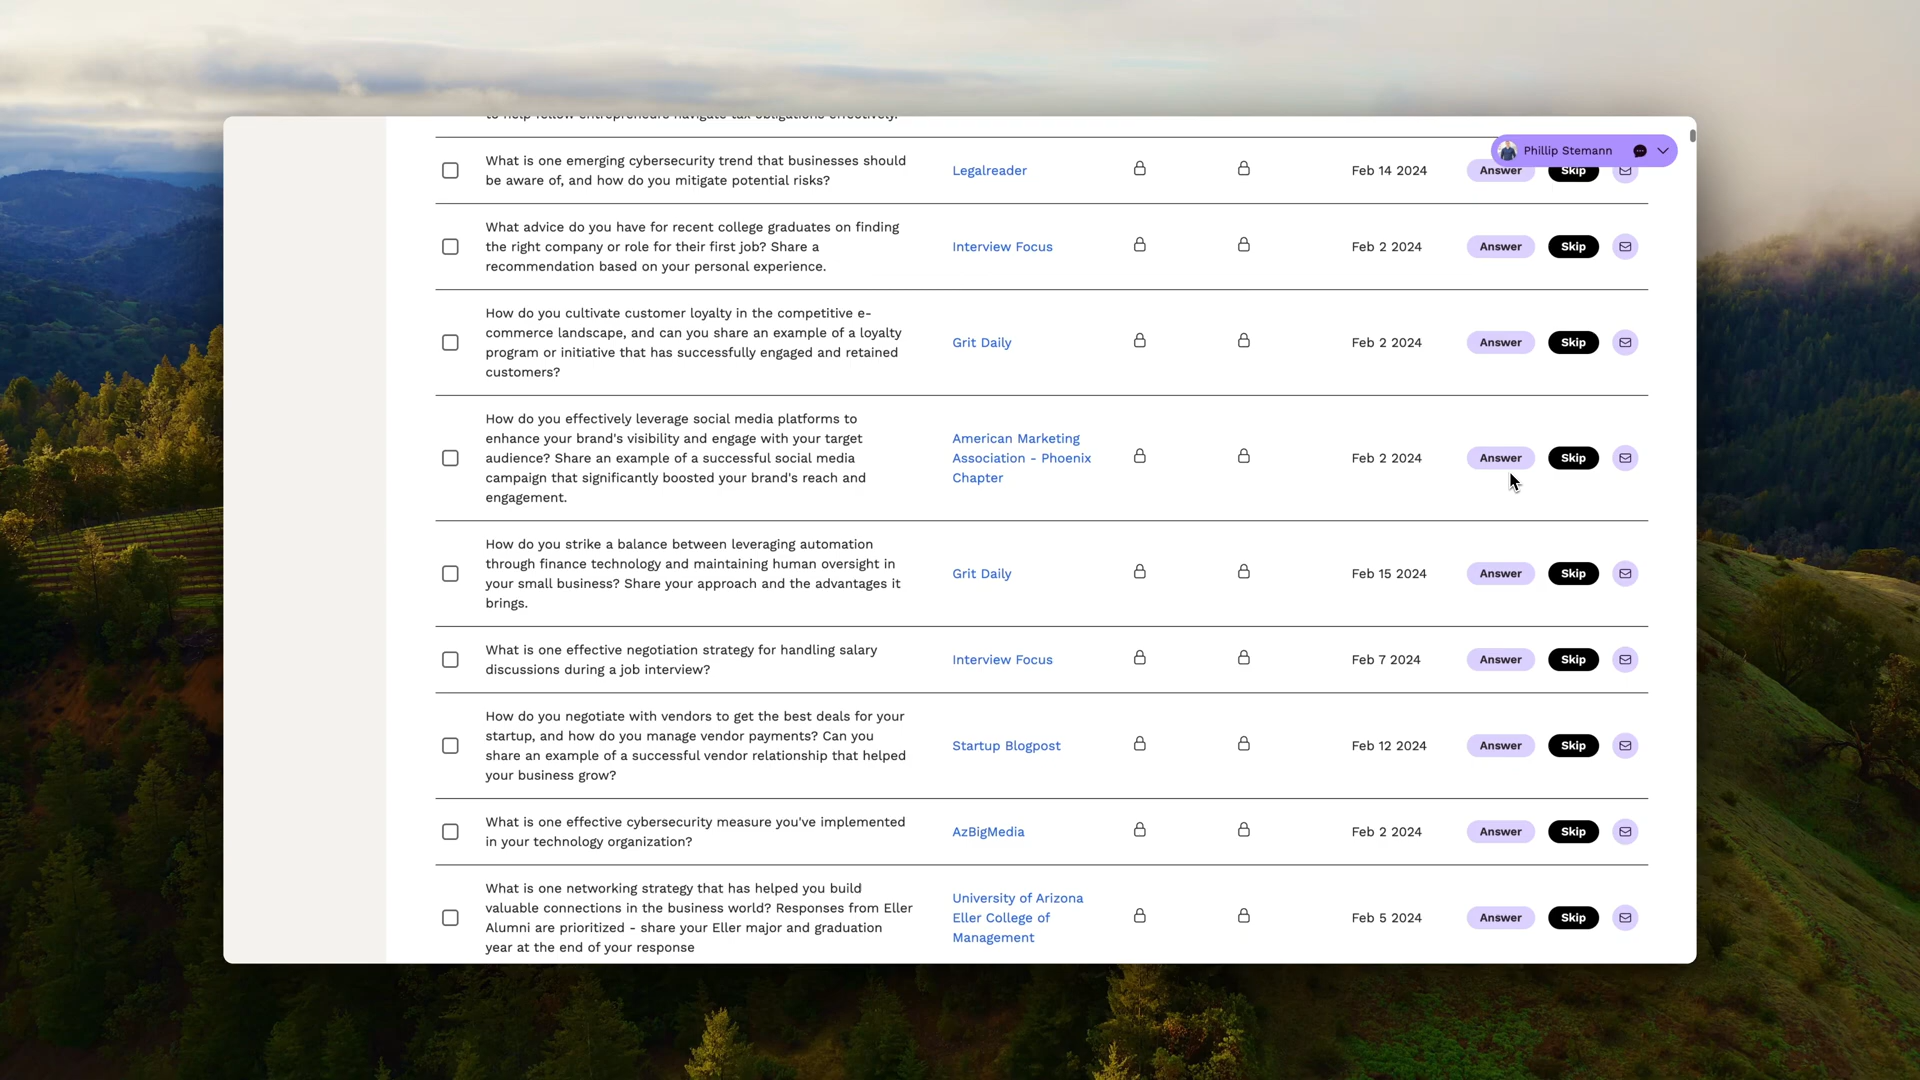 to help fellow entrepreneurs navigate tax obligations effectively.
Phillip Stemann
What is one emerging cybersecurity trend that businesses should
be aware of, and how do you mitigate potential risks?
Legalreader
Feb 14 2024
Answer
Skip
What advice do you have for recent college graduates on finding
the right company or role for their first job? Share a
recommendation based on your personal experience.
Interview Focus
Feb 2 2024
Answer
Skip
How do you cultivate customer loyalty in the competitive e-
commerce landscape, and can you share an example of a loyalty
program or initiative that has successfully engaged and retained
customers?
Grit Daily
Feb 2 2024
Answer
Skip
How do you effectively leverage social media platforms to
enhance your brand's visibility and engage with your target
audience? Share an example of a successful social media
campaign that significantly boosted your brand's reach and
engagement.
American Marketing
Association - Phoenix
Chapter
Feb 2 2024
Answer
Skip
How do you strike a balance between leveraging automation
through finance technology and maintaining human oversight in
your small business? Share your approach and the advantages it
brings.
Grit Daily
Feb 15 2024
Answer
Skip
What is one effective negotiation strategy for handling salary
discussions during a job interview?
Interview Focus
Feb 7 2024
Answer
Skip
How do you negotiate with vendors to get the best deals for your
startup, and how do you manage vendor payments? Can you
share an example of a successful vendor relationship that helped
your business grow?
Startup Blogpost
Feb 12 2024
Answer
Skip
What is one effective cybersecurity measure you've implemented
in your technology organization?
AzBigMedia
Feb 2 2024
Answer
Skip
What is one networking strategy that has helped you build
valuable connections in the business world? Responses from Eller
Alumni are prioritized - share your Eller major and graduation
year at the end of your response
University of Arizona
Eller College of
Management
Feb 5 2024
Answer
Skip